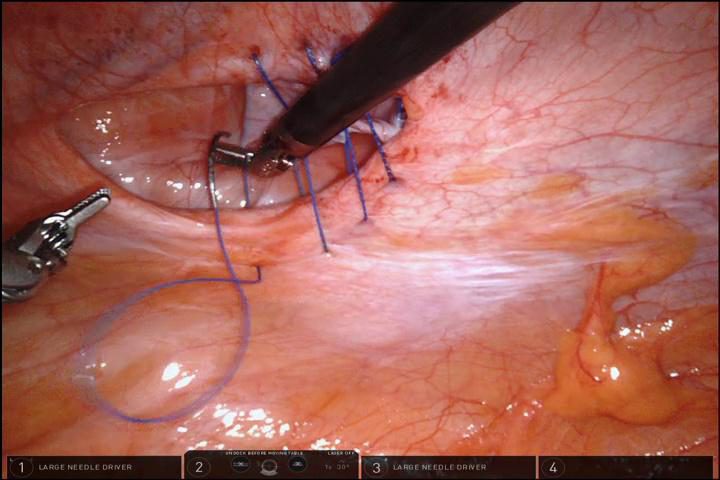 UNDOCK BEFORE MOVING TABLE
LASER OFF
1 LARGE NEEDLE DRIVER
2
1x 30°
3 LARGE NEEDLE DRIVER
4